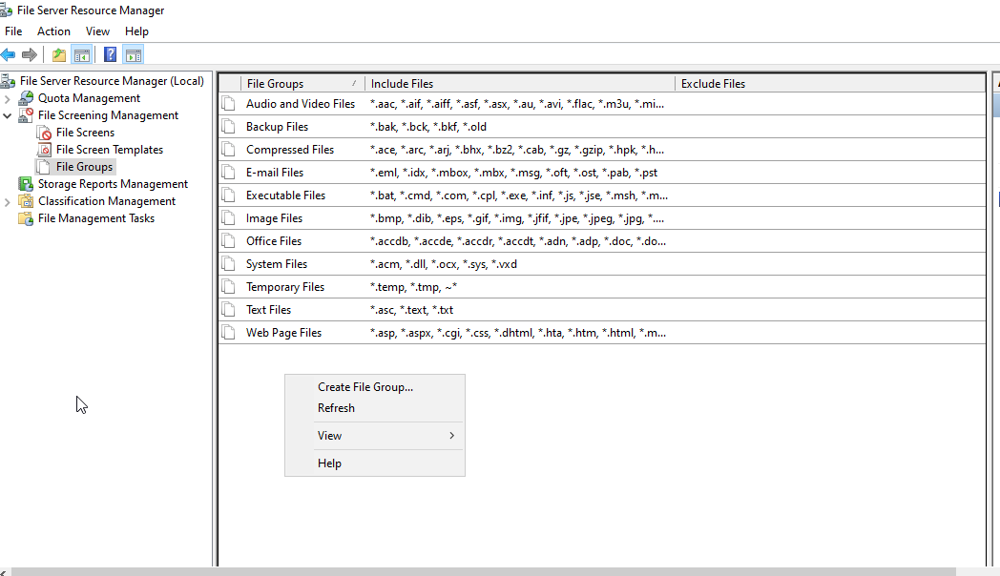 File Server Resource Manager
File Action View Help
File Server Resource Manager (Local)
Quota Management
File Screening Management
File Screens
File Screen Templates
File Groups
Storage Reports Management
Classification Management
File Management Tasks
File Groups Include Files Exclude Files
Audio and Video Files *.aac, *.aif, *.aiff, *.asf, *.asx, *.au, *.avi, *.flac, *.m3u, *.mi...
Backup Files *.bak, *.bck, *.bkf, *.old
Compressed Files *.ace, *.arc, *.arj, *.bhx, *.bz2, *.cab, *.gz, *.gzip, *.hpk, *.h...
E-mail Files *.eml, *.idx, *.mbox, *.mbx, *.msg, *.oft, *.ost, *.pab, *.pst
Executable Files *.bat, *.cmd, *.com, *.cpl, *.exe, *.inf, *.js, *.jse, *.msh, *.m...
Image Files *.bmp, *.dib, *.eps, *.gif, *.img, *.jfif, *.jpe, *.jpeg, *.jpg, *....
Office Files *.accdb, *.accde, *.accdr, *.accdt, *.adn, *.adp, *.doc, *.do...
System Files *.acm, *.dll, *.ocx, *.sys, *.vxd
Temporary Files *.temp, *.tmp, ~*
Text Files *.asc, *.text, *.txt
Web Page Files *.asp, *.aspx, *.cgi, *.css, *.dhtml, *.hta, *.htm, *.html, *.m...
Create File Group...
Refresh
View
Help